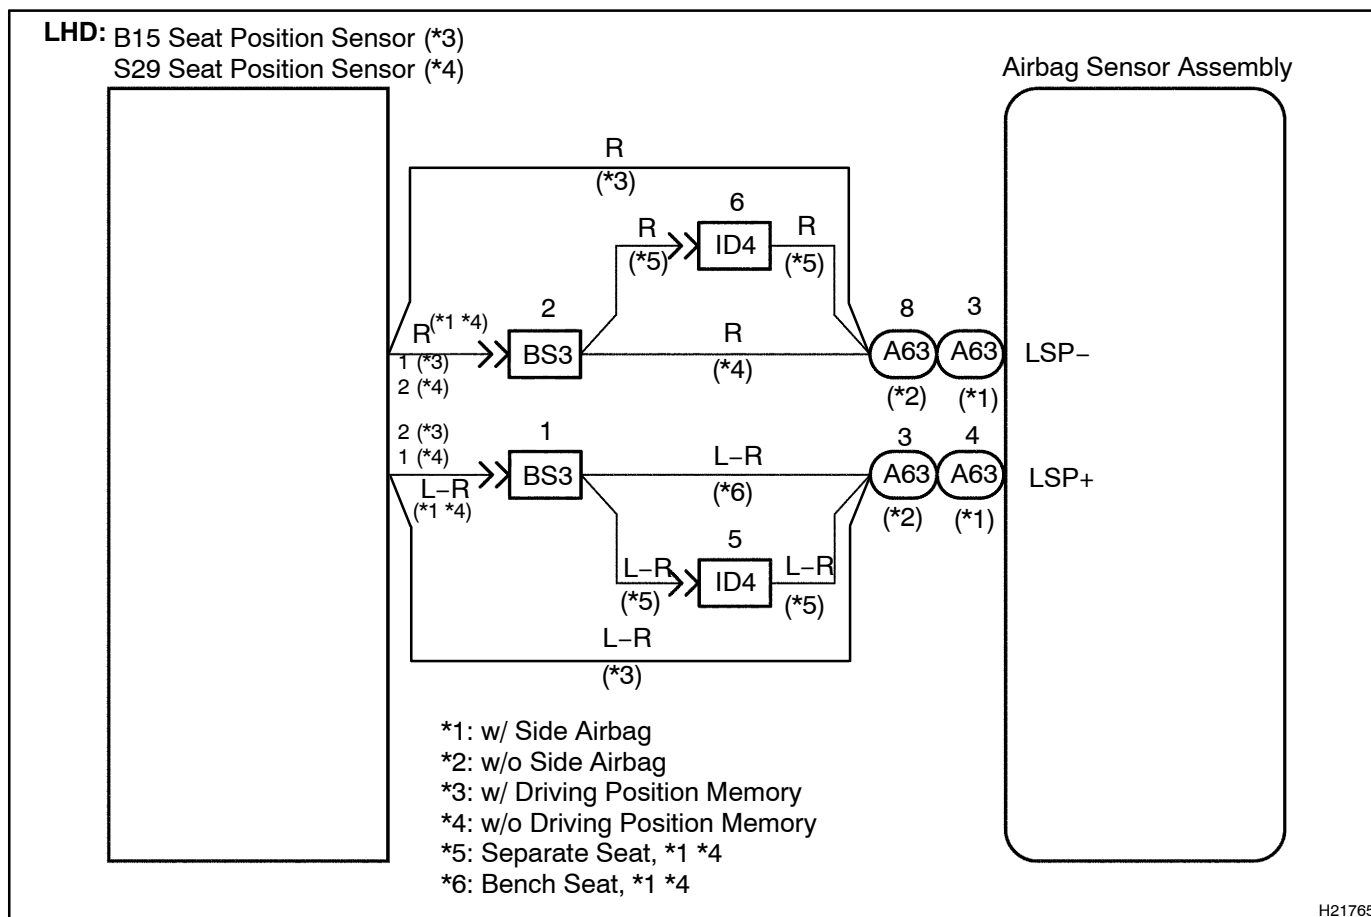 LHD: B15 Seat Position Sensor (*3)
S29 Seat Position Sensor (*4)
Airbag Sensor Assembly
R
(*3)
6
R
ID4
R
(*5)
(*5)
R (*1 *4)
2
8
3
1 (*3)
BS3
R
A63
A63
LSP−
2 (*4)
(*4)
(*2)
(*1)
2 (*3)
1
3
4
1 (*4)
L−R
BS3
L−R
A63
A63
LSP+
(*1 *4)
(*6)
(*2)
(*1)
5
L−R
ID4
L−R
(*5)
(*5)
L−R
(*3)
*1: w/ Side Airbag
*2: w/o Side Airbag
*3: w/ Driving Position Memory
*4: w/o Driving Position Memory
*5: Separate Seat, *1 *4
*6: Bench Seat, *1 *4
H21765